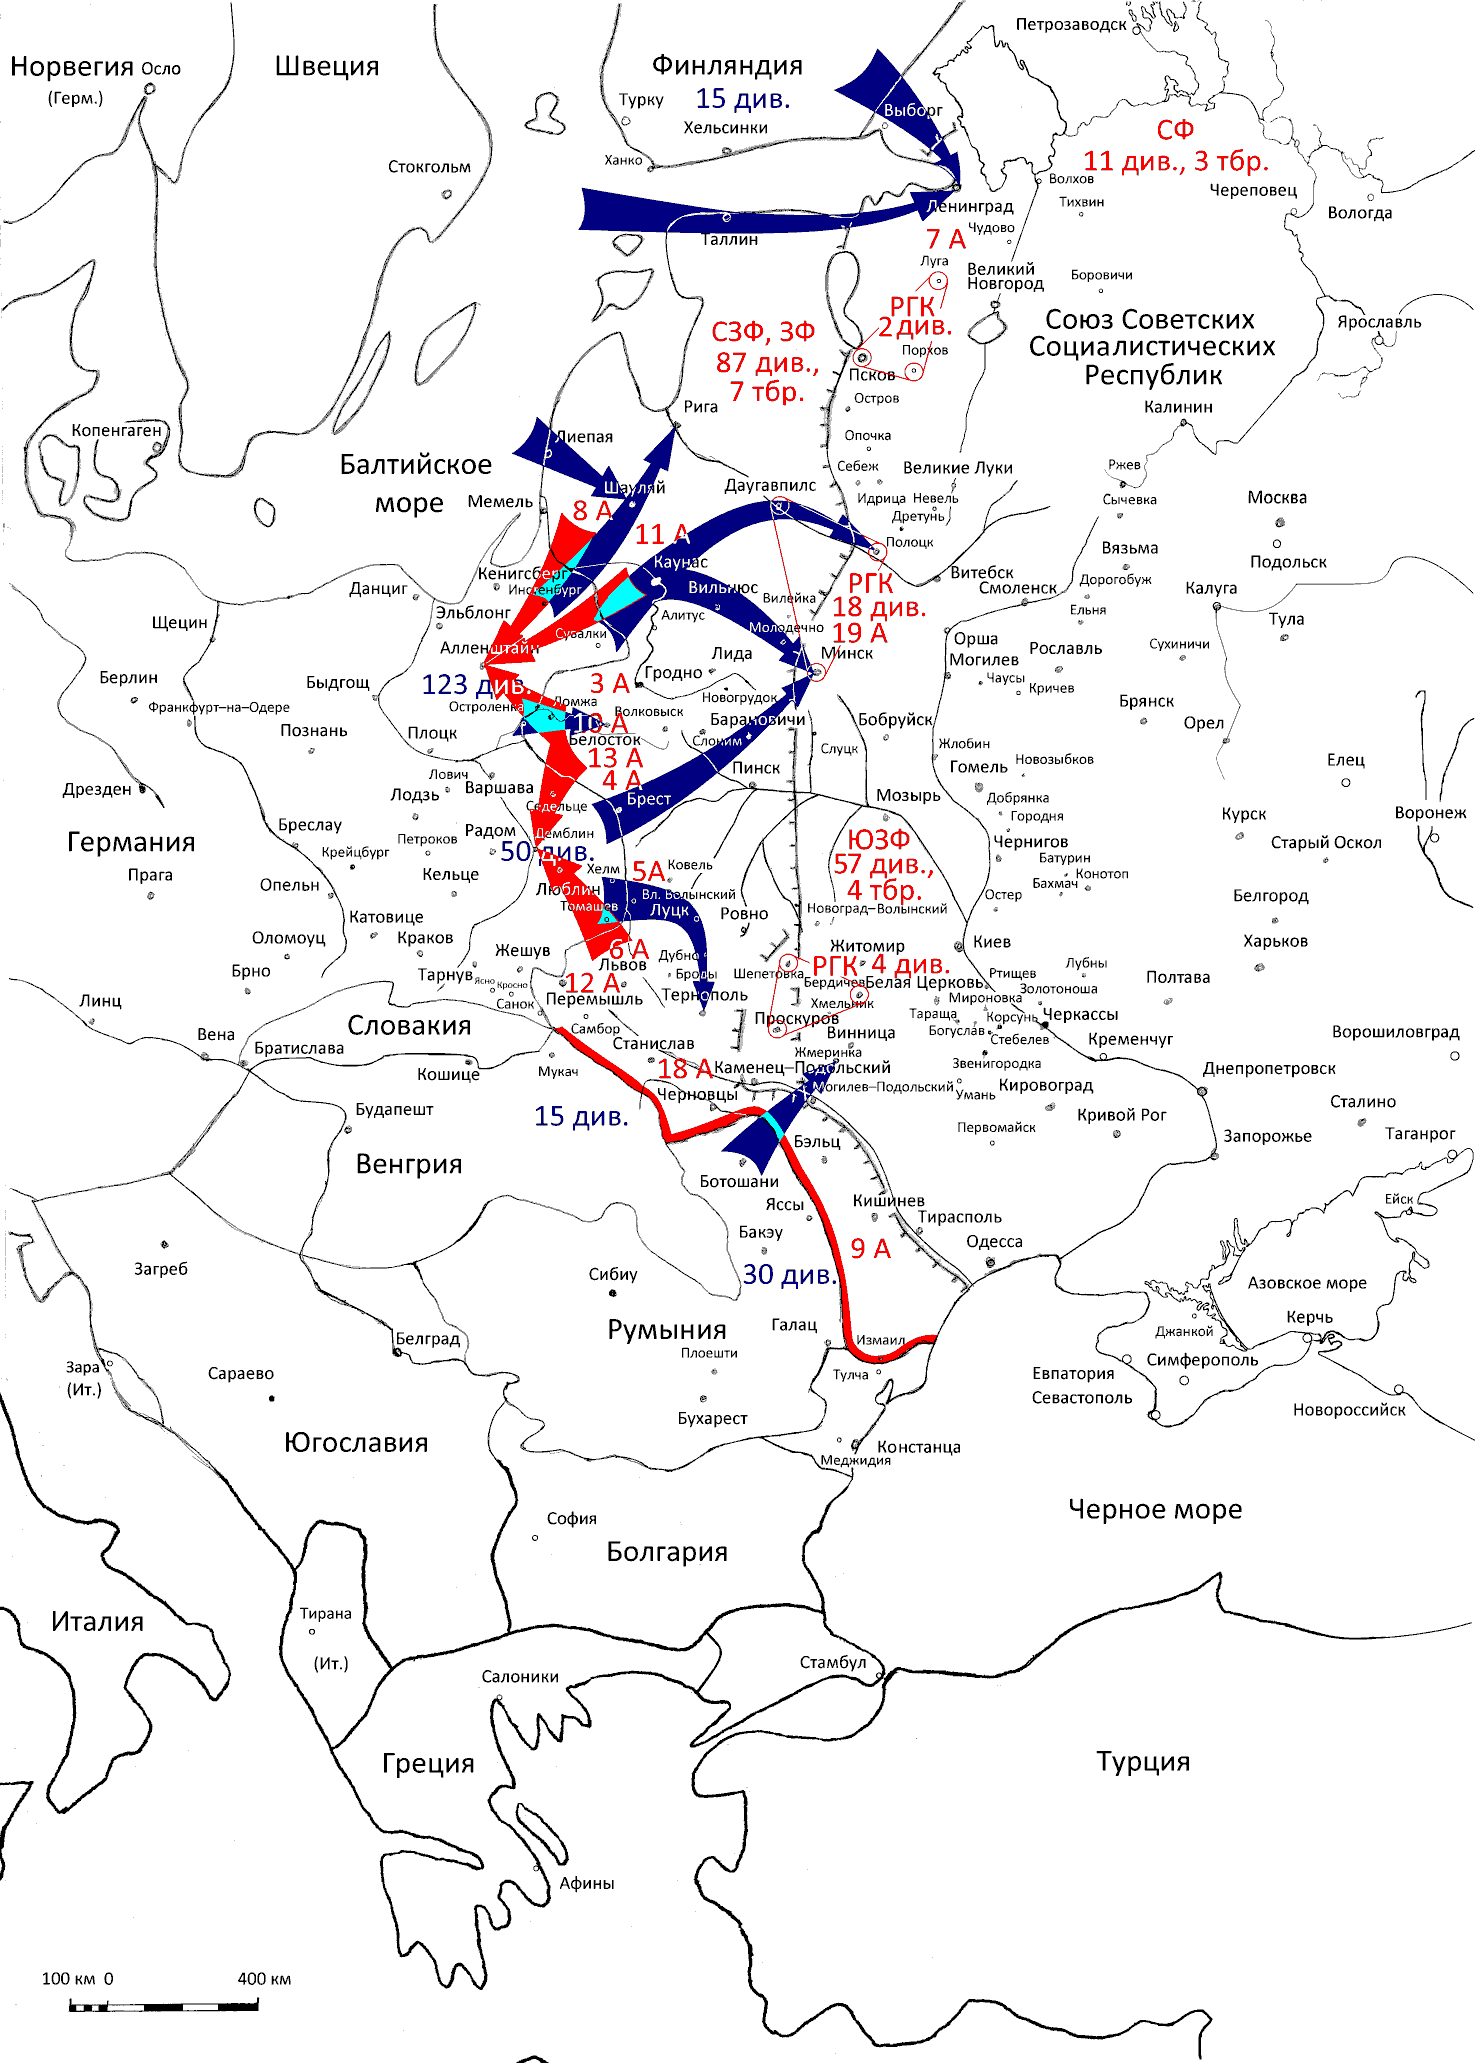 Петрозаводск
Норвегия
Осло
(Герм.)
Швеция
Финляндия
15 див.
Турку
Хельсинки
Выборг
Ханко
СФ
11 див., 3 тбр.
Стокгольм
Волхов
Тихвин
Череповец
Вологда
Ленинград
Таллин
Чудово
7 А
Луга
Великий
Новгород
Боровичи
РГК
2 див.
СЗФ, ЗФ
87 див.,
7 тбр.
Порхов
Псков
Союз Советских
Социалистических
Республик
Ярославль
Остров
Рига
Калинин
Копенгаген
Лиепая
Опочка
Балтийское
море
Себеж
Великие Луки
Ржев
Шауляй
Даугавпилс
Идрица
Невель
Сычевка
Москва
Мемель
8 А
Дретунь
11 А
Полоцк
Вязьма
Подольск
Каунас
Кенигсберг
Инстенбург
Данциг
Вильнюс
Вилейка
РГК
18 див.
19 А
Витебск
Смоленск
Дорогобуж
Калуга
Ельня
Тула
Эльблонг
Щецин
Алитус
Сувалки
Молодечно
Минск
Орша
Алленштайн
Лида
Могилев
Рославль
Сухиничи
Гродно
Чаусы
Кричев
Берлин
Быдгощ
123 див.
3 А
Новогрудок
Франкфурт–на–Одере
Остроленка
Ломжа
Волковыск
Барановичи
Бобруйск
Брянск
Орел
Познань
Плоцк
10 А
Белосток
Слоним
Слуцк
Жлобин
13 А
4 А
Пинск
Гомель
Новозыбков
Елец
Лович
Варшава
Дрезден
Лодзь
Седельце
Брест
Мозырь
Добрянка
Городня
Курск
Воронеж
Германия
Бреслау
Петроков
Радом
Демблин
ЮЗФ
57 див.,
4 тбр.
Чернигов
Старый Оскол
Крейцбург
50 див.
Батурин
Конотоп
Бахмач
Прага
Опельн
Кельце
Хелм
5А
Ковель
Люблин
Вл. Волынский
Остер
Белгород
Томашев
Луцк
Ровно
Новоград–Волынский
Катовице
Оломоуц
Краков
Жешув
6 А
Дубно
Житомир
Киев
Харьков
Брно
Тарнув
Ясно
Кросно
Львов
Броды
Шепетовка
РГК 4 див.
Бердичев
Белая Церковь
Ртищев
Лубны
Золотоноша
Полтава
12 А
Линц
Санок
Перемышль
Тернополь
Хмельник
Мироновка
Тараща
Корсунь
Черкассы
Словакия
Самбор
Проскуров
Винница
Богуслав
Стебелев
Вена
Братислава
Станислав
Жмеринка
Кременчуг
Ворошиловград
Кошице
Мукач
18 А
Каменец–Подольский
Звенигородка
Днепропетровск
Могилев–Подольский
Умань
Кировоград
Черновцы
Будапешт
15 див.
Кривой Рог
Сталино
Первомайск
Запорожье
Таганрог
Бэльц
Венгрия
Ботошани
Яссы
Кишинев
Ейск
Бакэу
Тирасполь
Одесса
9 А
Загреб
Сибиу
30 див.
Азовское море
Румыния
Галац
Измаил
Керчь
Белград
Плоешти
Джанкой
Симферополь
Зара
(Ит.)
Сараево
Тулча
Евпатория
Севастополь
Бухарест
Новороссийск
Югославия
Констанца
Меджидия
Черное море
София
Болгария
Италия
Тирана
(Ит.)
Стамбул
Салоники
Греция
Турция
Афины
100 км 0
400 км